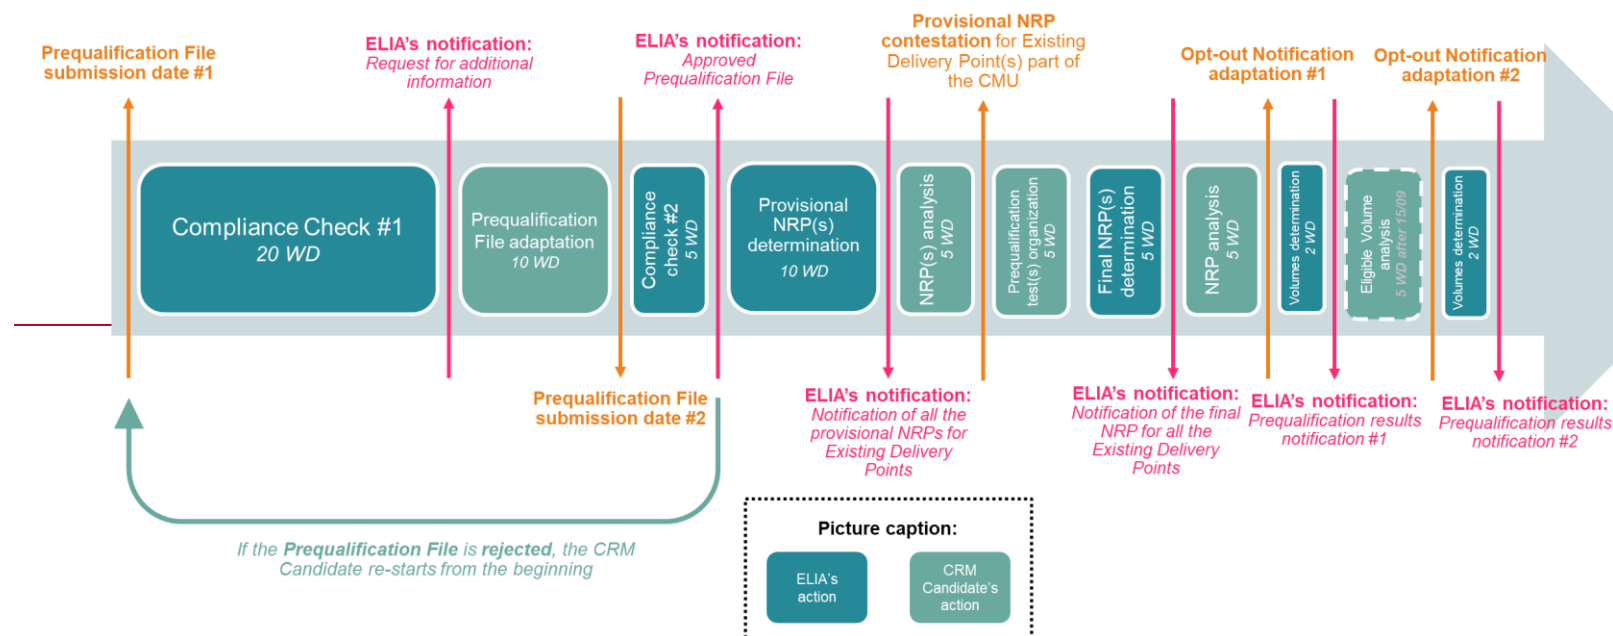 Prequalification File
submission date #1
ELIA's notification:
Request for additional
information
ELIA's notification:
Approved
Prequalification File
Provisional NRP
contestation for Existing
Delivery Point(s) part of
the CMU
Opt-out Notification
adaptation #1
Opt-out Notification
adaptation #2
Compliance Check #1
20 WD
Prequalification
File adaptation
10 WD
Compliance
check #2
5 WD
Provisional
NRP(s)
determination
10 WD
NRP(s) analysis
5 WD
Prequalification
test(s) organization
5 WD
Final NRP(s)
determination
5 WD
NRP analysis
5 WD
Volumes determination
2 WD
Eligible Volume
analysis
5 WD after 15/09
Volumes determination
2 WD
Prequalification File
submission date #2
ELIA's notification:
Notification of all the
provisional NRPs for
Existing Delivery
Points
ELIA's notification:
Notification of the final
NRP for all the
Existing Delivery
Points
ELIA's notification:
Prequalification results
notification #1
ELIA's notification:
Prequalification results
notification #2
If the Prequalification File is rejected, the CRM
Candidate re-starts from the beginning
Picture caption:
ELIA's
action
CRM
Candidate's
action